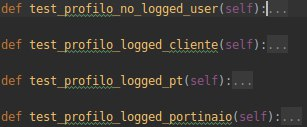 def test_profilo_no_logged_user(self):...
def test_profilo_logged_cliente(self):...
def test_profilo_logged_pt(self):...
def test_profilo_logged_portinaio(self):...